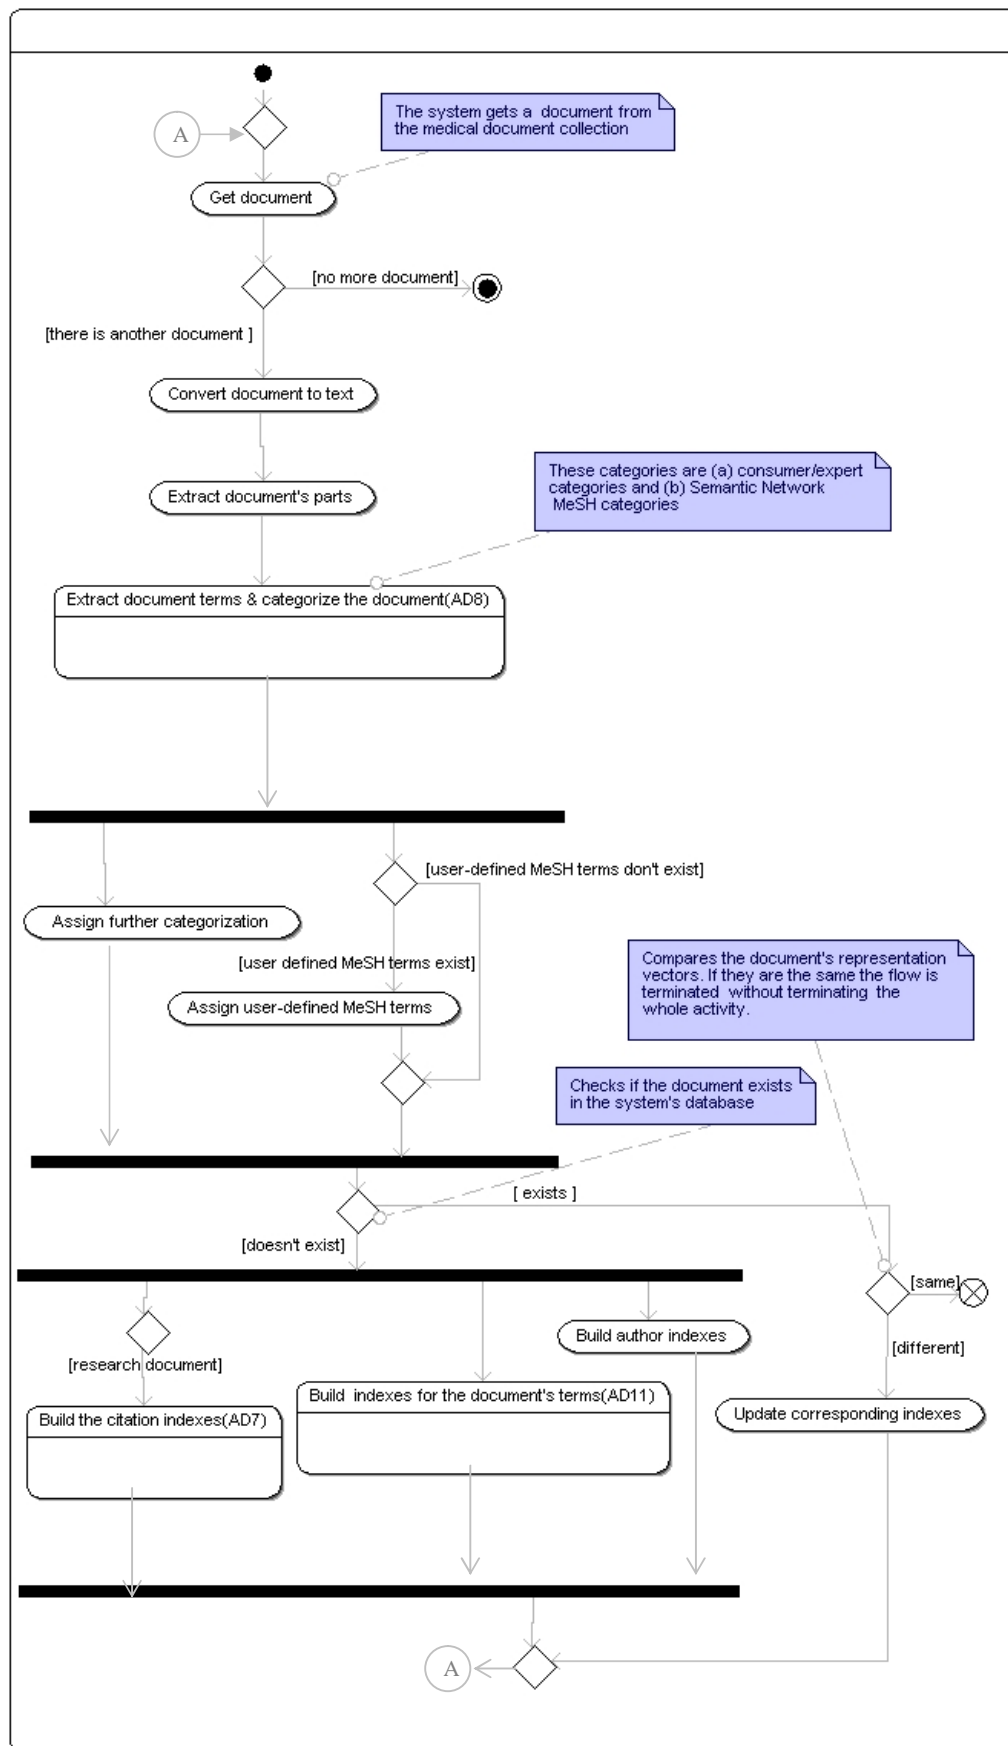 A
The system gets a  document from
the medical document collection
Get document
[no more document]
[there is another document ]
Convert document to text
These categories are (a) consumer/expert
categories and (b) Semantic Network
MeSH categories
Extract document's parts
Extract document terms & categorize the document(AD8)
[user-defined MeSH terms don't exist]
Assign further categorization
[user defined MeSH terms exist]
Assign user-defined MeSH terms
Compares the document's representation
vectors. If they are the same the flow is
terminated  without terminating  the
whole activity.
Checks if the document exists
in the system's database
[ exists ]
[doesn't exist]
[same]
Build author indexes
[different]
[research document]
Build  indexes for the document's terms(AD11)
Build the citation indexes(AD7)
Update corresponding indexes
A